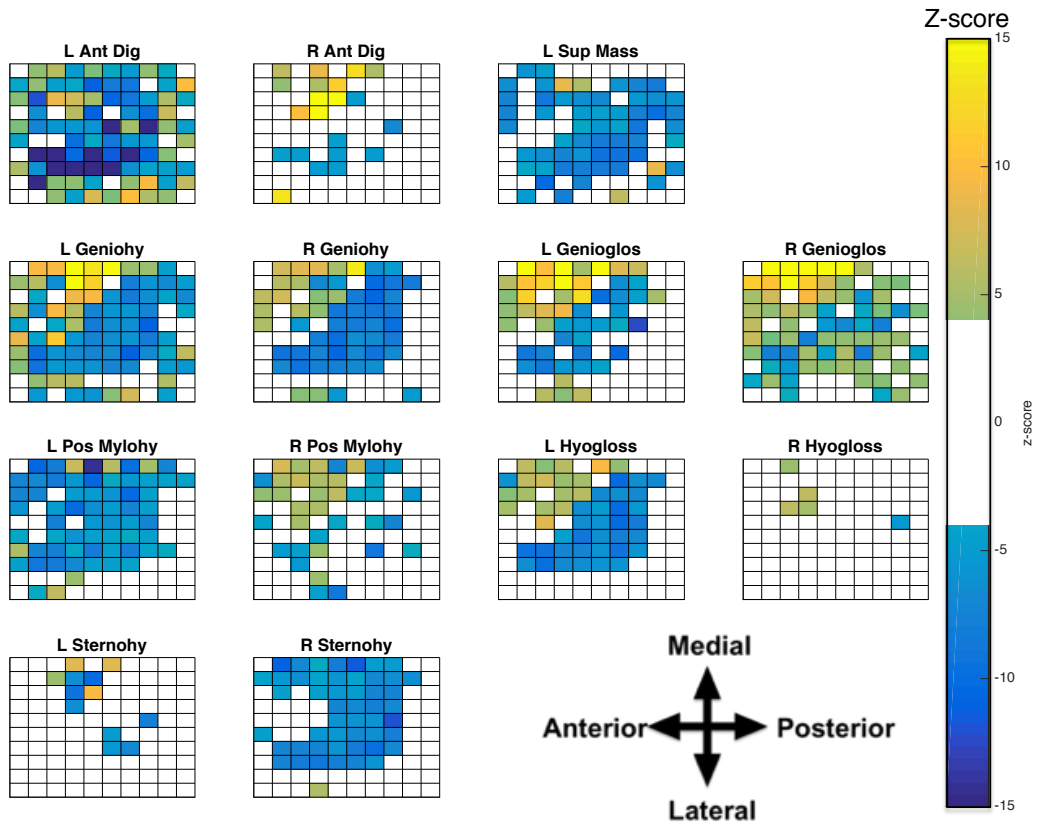 Z-score
L Ant Dig
R Ant Dig
L Sup Mass
15
10
5
0
-5
-10
-15
z-score
L Geniohy
R Geniohy
L Genioglos
R Genioglos
L Pos Mylohy
R Pos Mylohy
L Hyogloss
R Hyogloss
L Sternohy
R Sternohy
Medial
Anterior
Posterior
Lateral